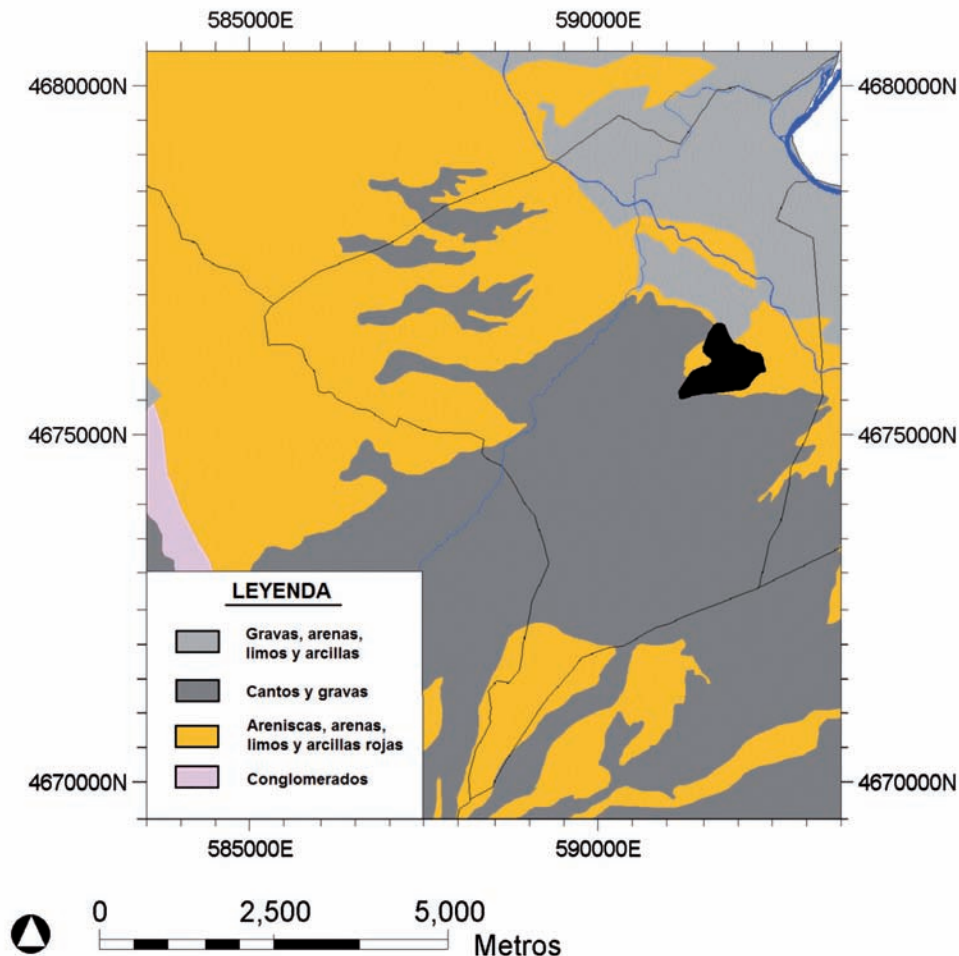 585000E 590000E
4680000N 4680000N
4675000N 4675000N
4670000N 4670000N
LEYENDA
Gravas, arenas,
limos y arcillas
Cantos y gravas
Areniscas, arenas,
limos y arcillas rojas
Conglomerados
585000E 590000E
0 2,500 5,000
Metros